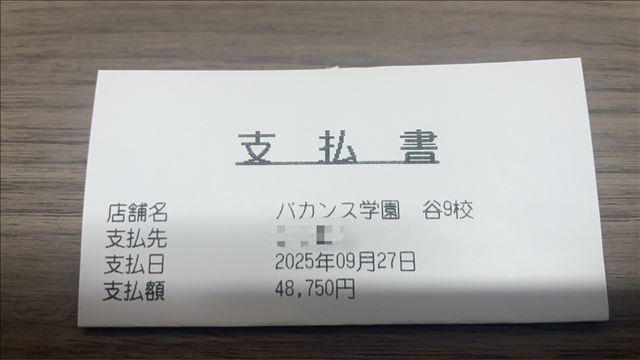 支払書
店舗名 バカンス学園 谷9校
支払先
支払日 2025年09月27日
支払額 48,750円